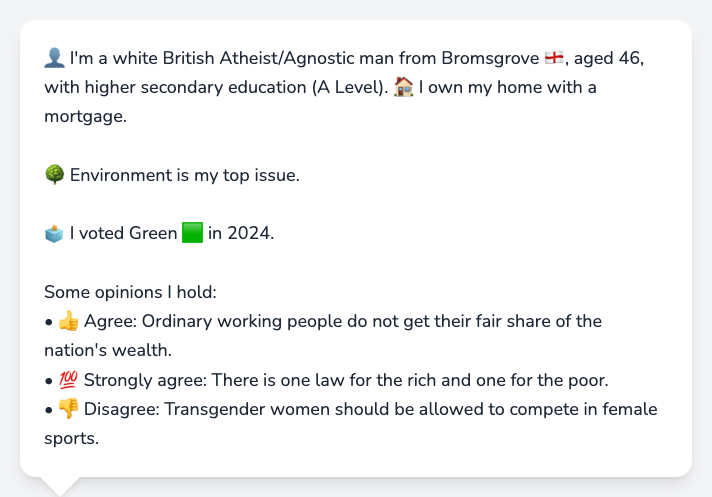 👤 I'm a white British Atheist/Agnostic man from Bromsgrove 🏴󠁧󠁢󠁥󠁮󠁧󠁿, aged 46,
with higher secondary education (A Level). 🏠 I own my home with a
mortgage.
🌳 Environment is my top issue.
🗳️ I voted Green 🟩 in 2024.
Some opinions I hold:
• 👍 Agree: Ordinary working people do not get their fair share of the
nation's wealth.
• 💯 Strongly agree: There is one law for the rich and one for the poor.
• 👎 Disagree: Transgender women should be allowed to compete in female
sports.